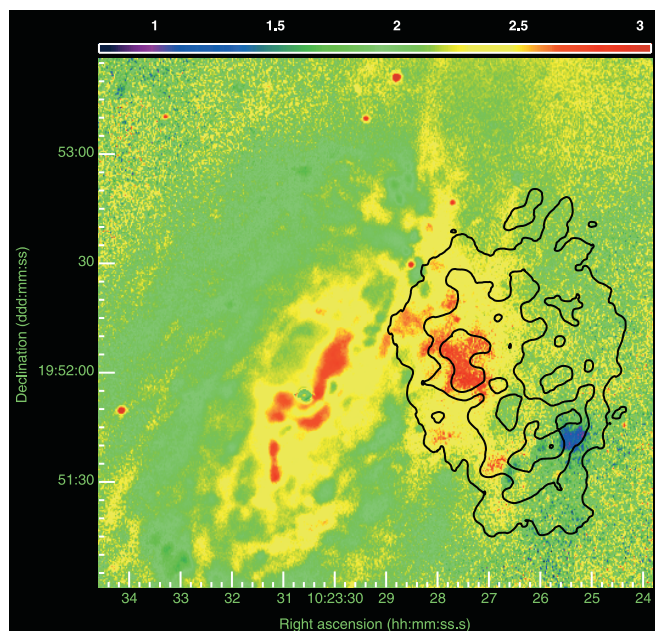 1 1.5 2 2.5 3
53:00
30
19:52:00
51:30
34 33 32 31 10:23:30 29 28 27 26 25 24
Right ascension (hh:mm:ss.s)
Declination (ddd:mm:ss)